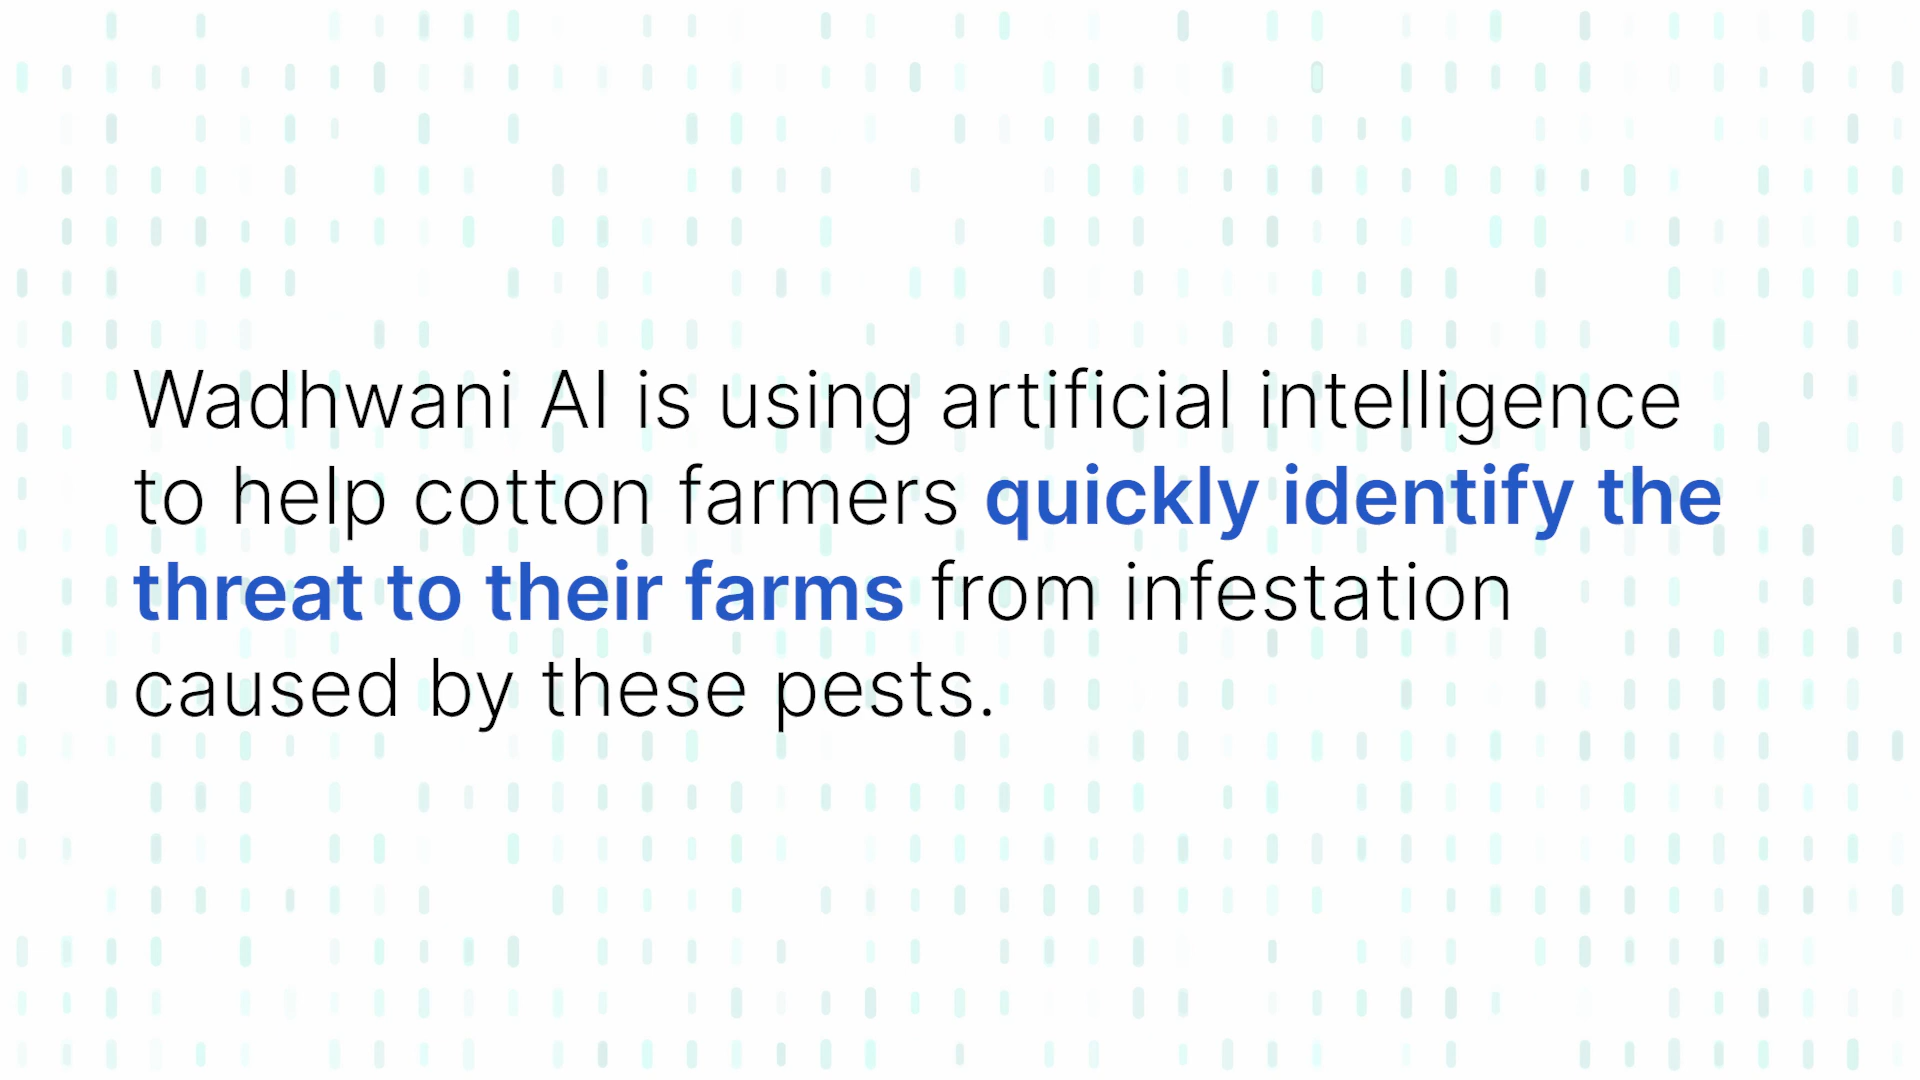 Wadhwani AI is using artificial intelligence
to help cotton farmers quickly identify the
threat to their farms from infestation
caused by these pests.